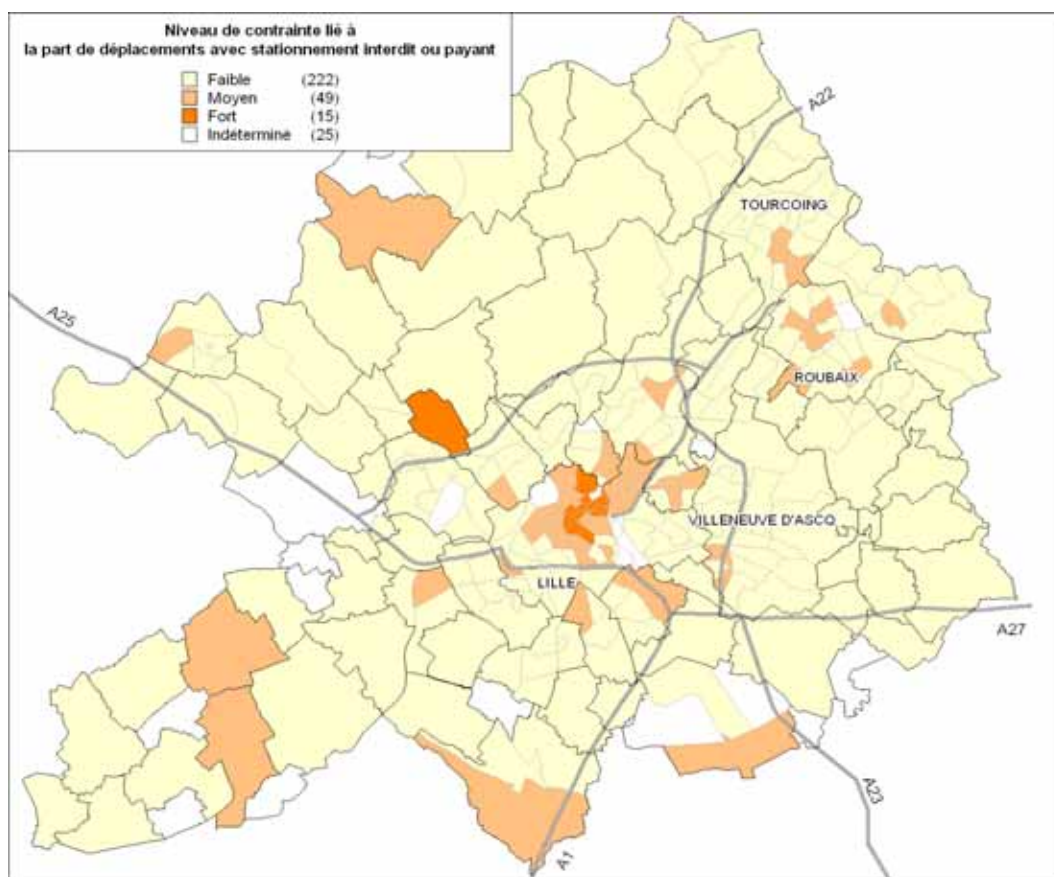 Niveau de contrainte lié à
la part de déplacements avec stationnement interdit ou payant
Faible (222)
Moyen (49)
Fort (15)
Indéterminé (25)
A22
TOURCOING
A25
ROUBAIX
VILLENEUVE D'ASCQ
LILLE
A27
A23
A1